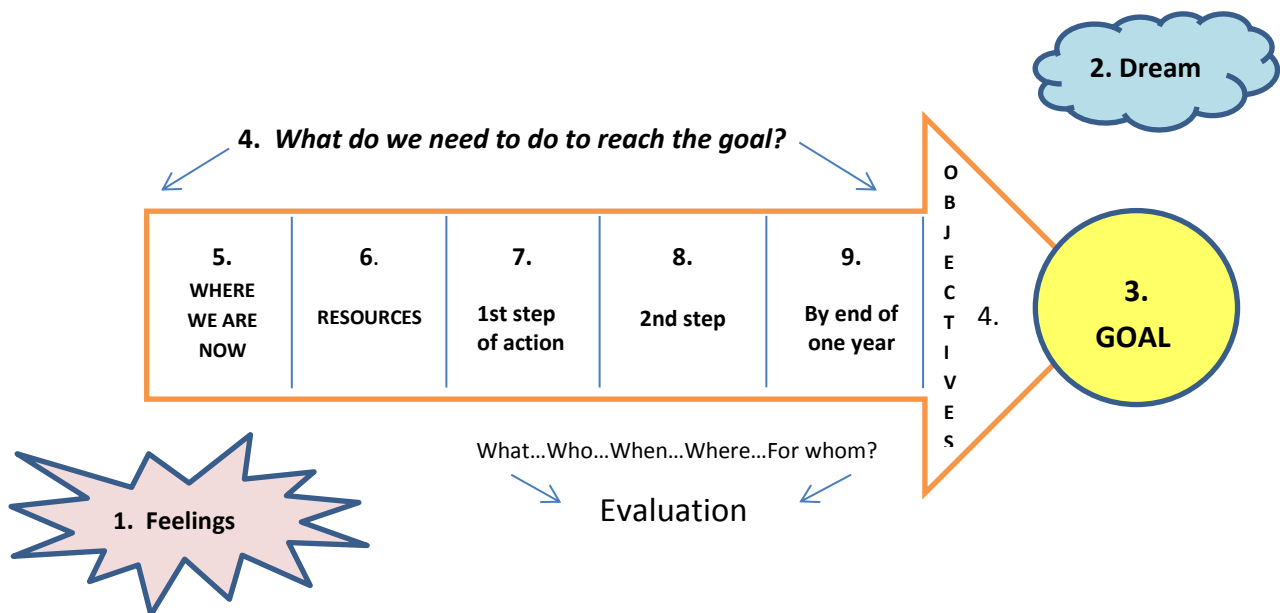 2. Dream
4. What do we need to do to reach the goal?
5.
WHERE
WE ARE
NOW
6.
RESOURCES
7.
1st step
of action
8.
2nd step
9.
By end of
one year
O
B
J
E
C
T
I
V
E
S
4.
3.
GOAL
What...Who...When...Where...For whom?
Evaluation
1. Feelings